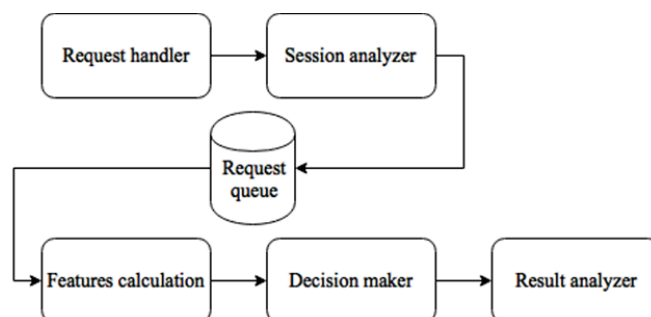 Request handler
Session analyzer
Request
queue
Features calculation
Decision maker
Result analyzer